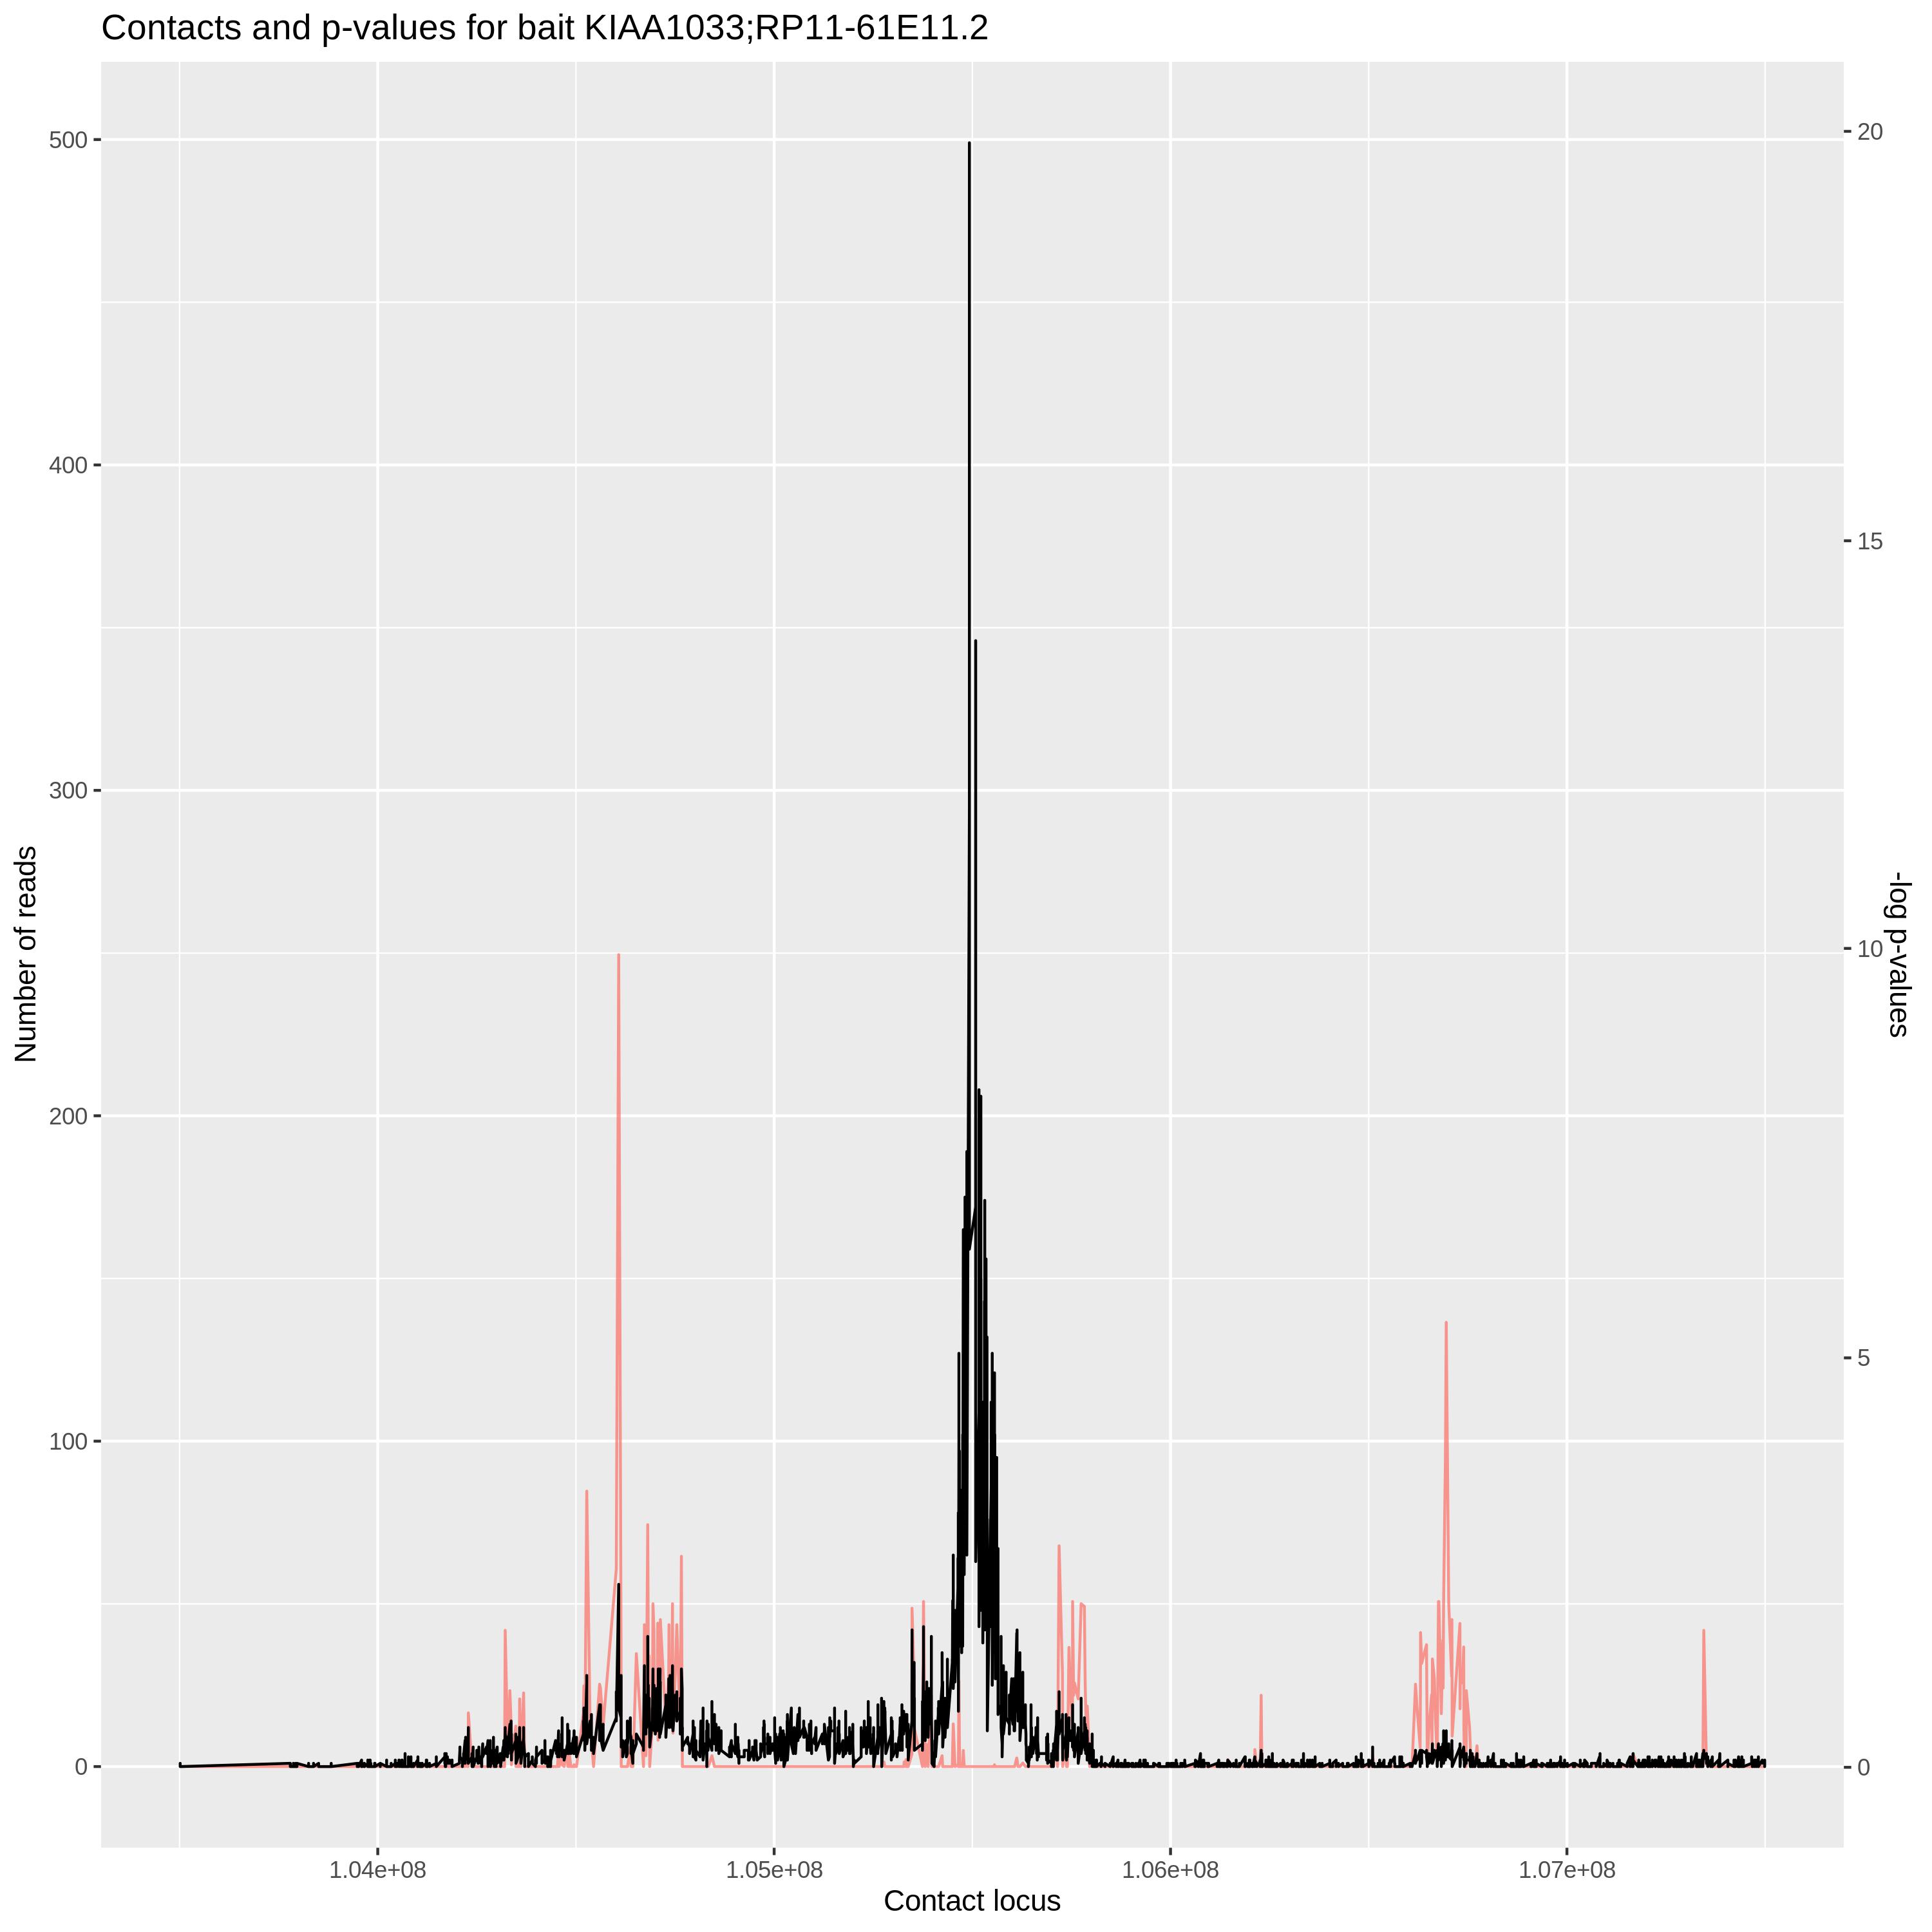 Contacts and p-values for bait KIAA1033;RP11-61E11.2
500
400
300
200
100
0
Number of reads
20
15
10
5
0
-log p-values
1.04e+08
1.05e+08
1.06e+08
1.07e+08
Contact locus